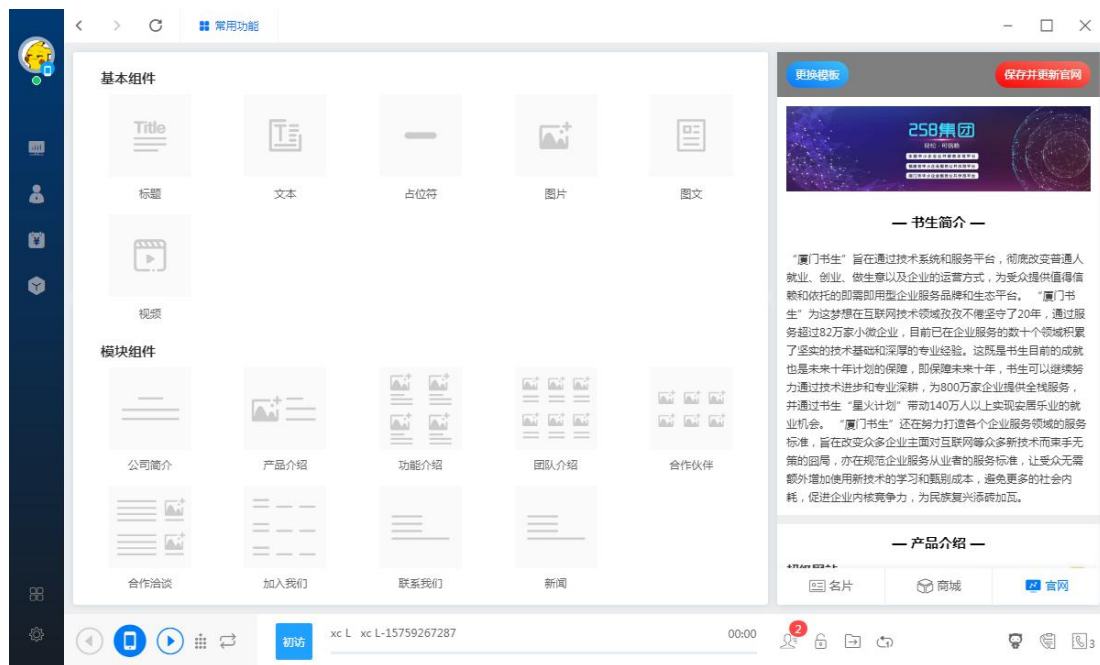 常用功能
基本组件
Title
标题
文本
占位符
图片
图文
视频
模块组件
公司简介
产品介绍
功能介绍
团队介绍
合作伙伴
合作洽谈
加入我们
联系我们
新闻
更换模板
保存并更新官网
258集团
— 书生简介 —
“厦门书生”旨在通过技术系统和服务平台，彻底改变普通人
就业、创业、做生意以及企业的运营方式，为受众提供值得信
赖和依托的即需即用型企业服务品牌和生态平台。 “厦门书
生”为这梦想在互联网技术领域孜孜不倦坚守了20年，通过服
务超过82万家小微企业，目前已在企业服务的数十个领域积累
了坚实的技术基础和深厚的专业经验。这既是书生目前的成就
也是未来十年计划的保障，即保障未来十年，书生可以继续努
力通过技术进步和专业深耕，为800万家企业提供全栈服务，
并通过书生“星火计划”带动140万人以上实现安居乐业的就
业机会。 “厦门书生”还在努力打造各个企业服务领域的服务
标准，旨在改变众多企业主面对互联网等众多新技术而束手无
策的囧局，亦在规范企业服务从业者的服务标准，让受众无需
额外增加使用新技术的学习和甄别成本，避免更多的社会内
耗，促进企业内核竞争力，为民族复兴添砖加瓦。
— 产品介绍 —
名片
商城
官网
初访
xc L xc L-15759267287
00:00
2
3